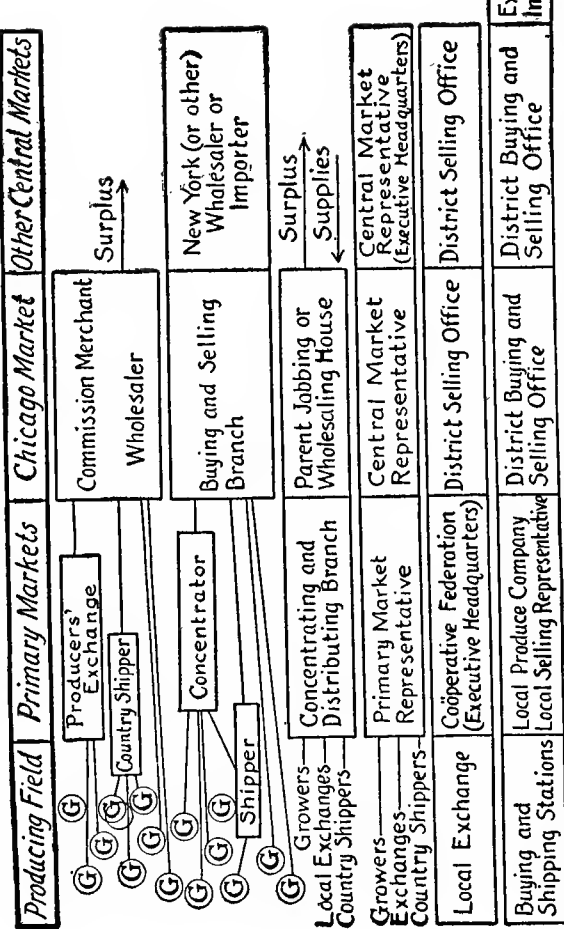 Producing Field
Primary Markets
Chicago Market
Other Central Markets
G
G
G
G
G
G
G
G
G
Producers'
Exchange
Country Shipper
Commission Merchant
Wholesaler
Surplus
G
G
G
G
G
G
Concentrator
Shipper
Buying and Selling
Branch
New York (or other)
Wholesaler or
Importer
Growers
Local Exchanges
Country Shippers
Concentrating and
Distributing Branch
Parent Jobbing or
Wholesaling House
Surplus
Supplies
Growers
Exchanges
Country Shippers
Primary Market
Representative
Central Market
Representative
Central Market
Representative
(Executive Headquarters)
Local Exchange
Coöperative Federation
(Executive Headquarters)
District Selling Office
District Selling Office
Buying and
Shipping Stations
Local Produce Company
Local Selling Representative
District Buying and
Selling Office
District Buying and
Selling Office